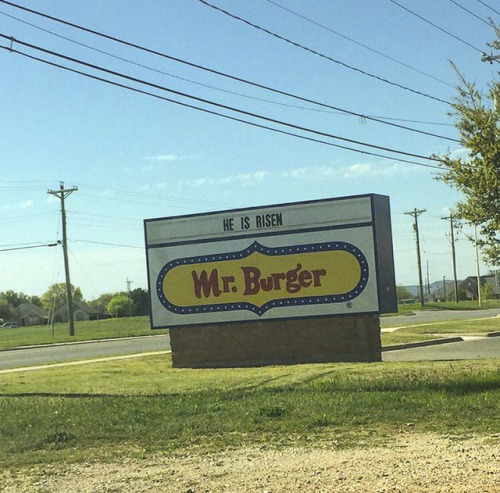 HE IS RISEN
Mr. Burger
®